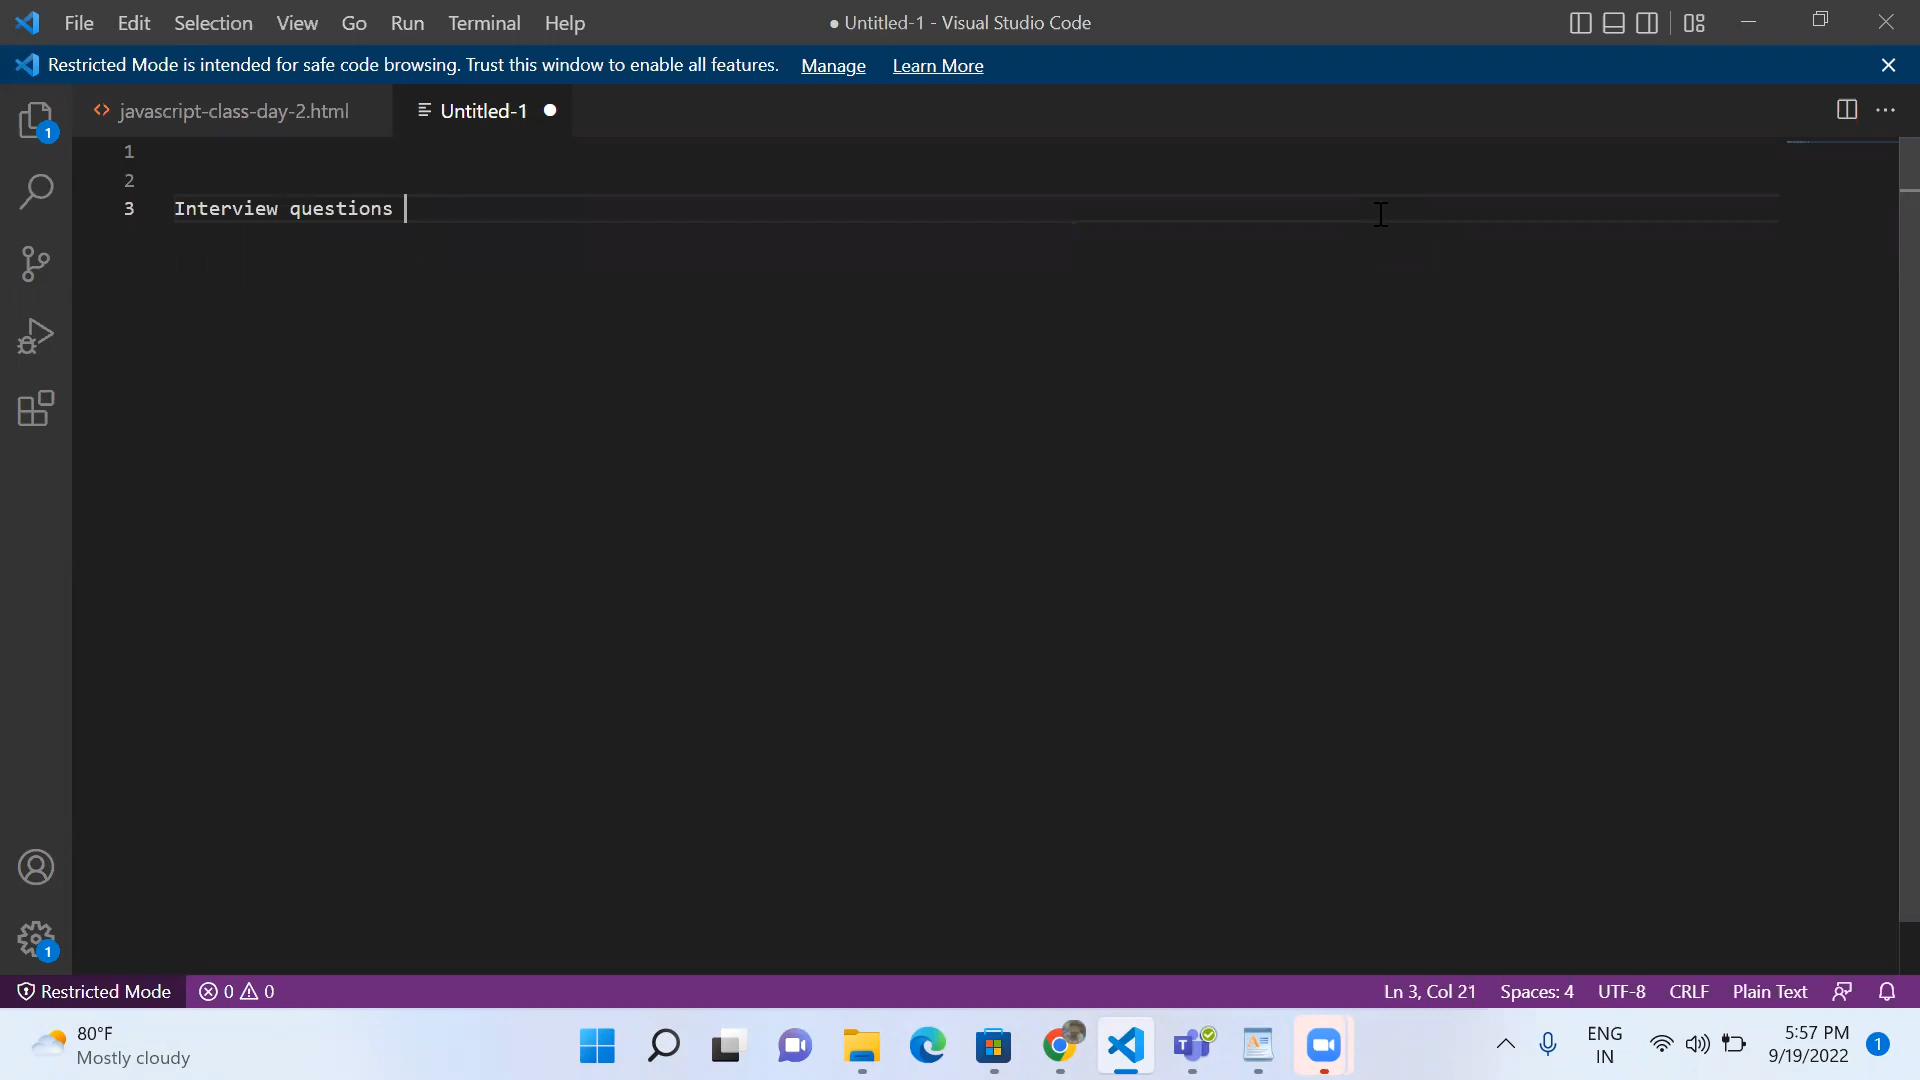 File Edit Selection View Go Run Terminal Help
● Untitled-1 - Visual Studio Code
Restricted Mode is intended for safe code browsing. Trust this window to enable all features. Manage Learn More
1
javascript-class-day-2.html
Untitled-1
1
2
3 Interview questions
1
Restricted Mode 0 0
Ln 3, Col 21 Spaces: 4 UTF-8 CRLF Plain Text
80°F
Mostly cloudy
ENG
IN
5:57 PM
9/19/2022
1